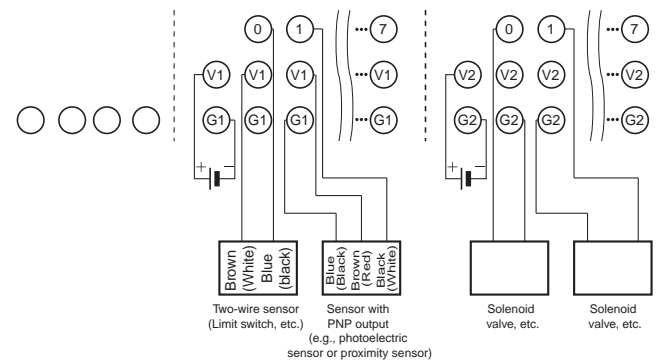 0 1 ••• 7 0 1 ••• 7
V1 V1 V1 ••• V1 V2 V2 V2 ••• V2
G1 G1 G1 ••• G1 G2 G2 G2 ••• G2
+ − + −
Brown
(White)
Blue
(black)
Blue
(Black)
Brown
(Red)
Black
(White)
Two-wire sensor
(Limit switch, etc.)
Sensor with
PNP output
(e.g., photoelectric
sensor or proximity sensor)
Solenoid
valve, etc.
Solenoid
valve, etc.